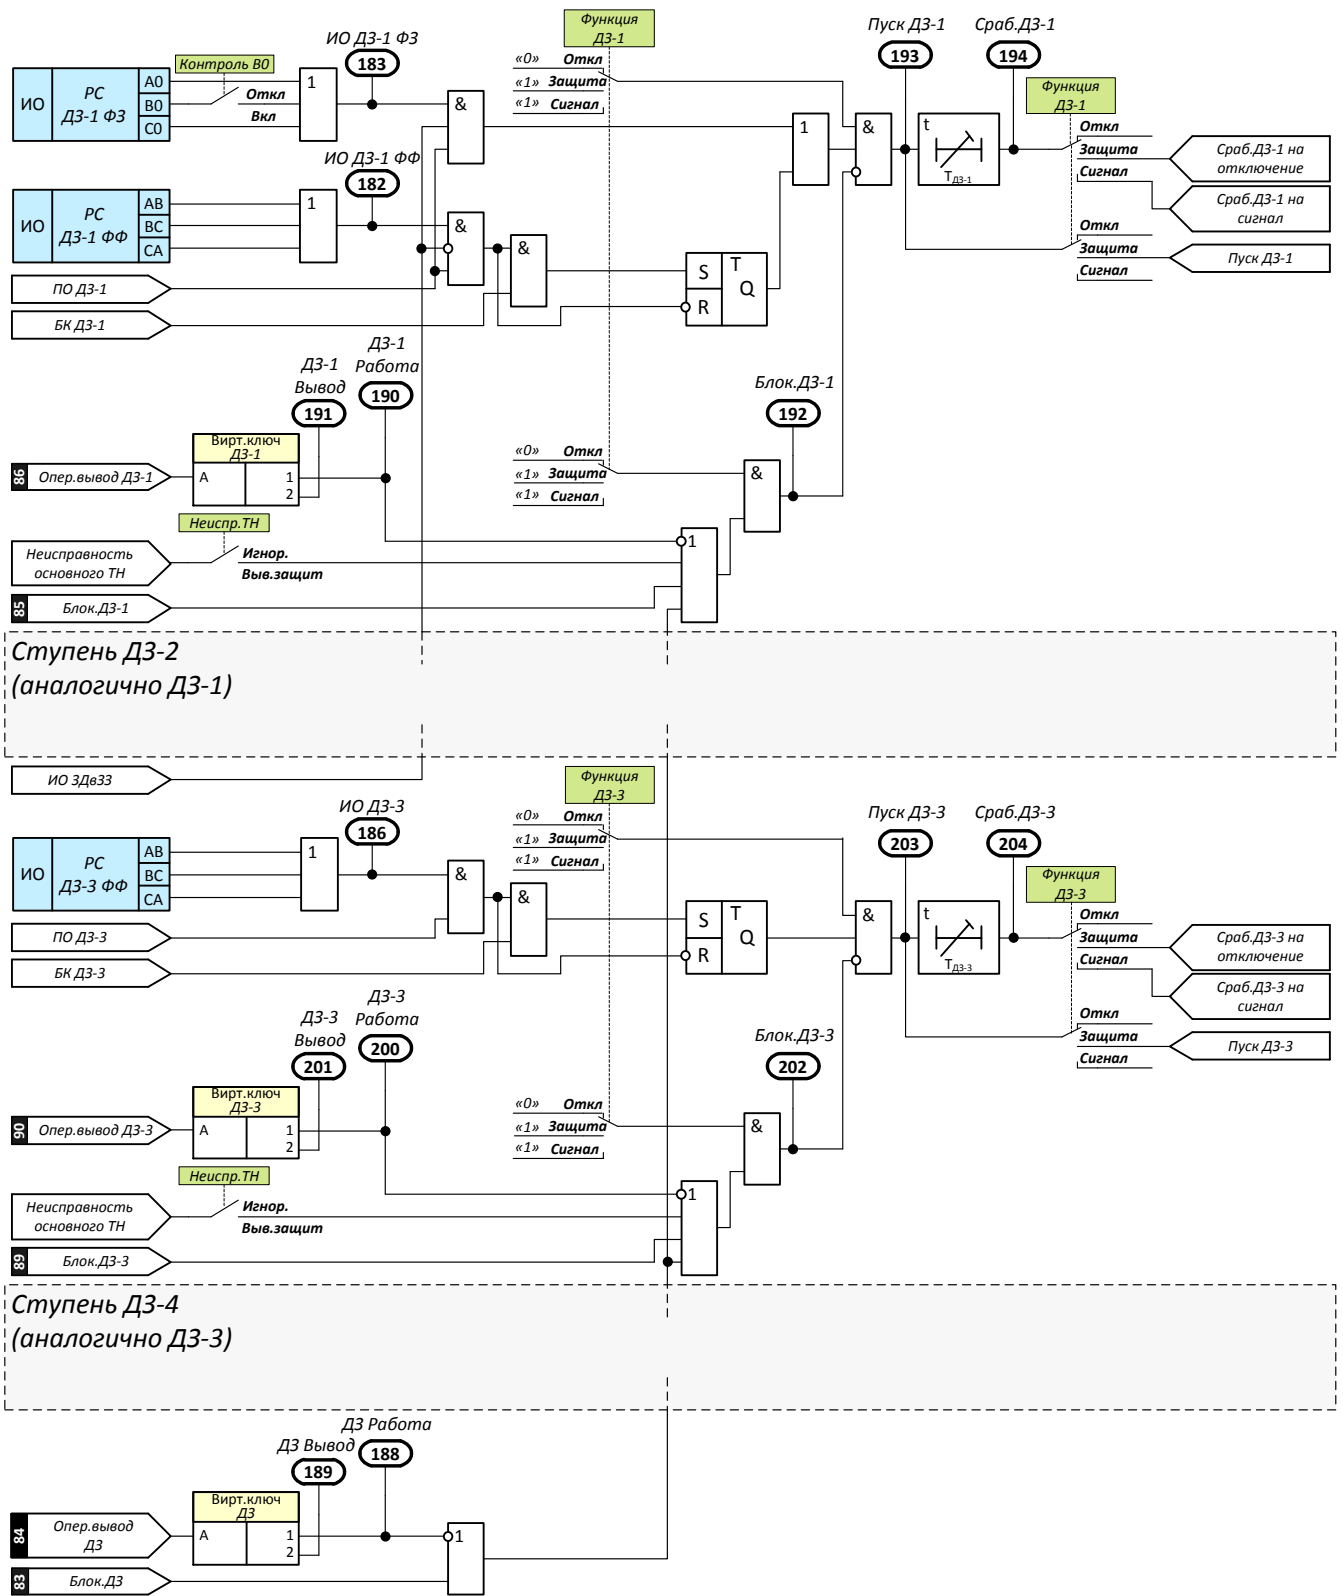 Функция
ДЗ-1
Пуск ДЗ-1
Сраб.ДЗ-1
ИО ДЗ-1 ФЗ
183
193
194
«0» Откл
«1» Защита
«1» Сигнал
Контроль В0
Откл
Вкл
ИО
РС
ДЗ-1 ФЗ
А0
В0
С0
1
&
1
&
t
TДЗ-1
Функция
ДЗ-1
Откл
Защита
Сигнал
Сраб.ДЗ-1 на
отключение
Сраб.ДЗ-1 на
сигнал
ИО ДЗ-1 ФФ
182
ИО
РС
ДЗ-1 ФФ
АВ
ВС
СА
1
&
&
S T
Q
R
Откл
Защита
Сигнал
Пуск ДЗ-1
ПО ДЗ-1
БК ДЗ-1
ДЗ-1
Вывод
191
ДЗ-1
Работа
190
Блок.ДЗ-1
192
86
Опер.вывод ДЗ-1
Вирт.ключ
ДЗ-1
A
1
2
«0» Откл
«1» Защита
«1» Сигнал
&
Неиспр.ТН
Неисправность
основного ТН
Игнор.
Выв.защит
1
85
Блок.ДЗ-1
Ступень ДЗ-2
(аналогично ДЗ-1)
ИО ЗДвЗЗ
Функция
ДЗ-3
ИО ДЗ-3
186
«0» Откл
«1» Защита
«1» Сигнал
Пуск ДЗ-3
203
Сраб.ДЗ-3
204
ИО
РС
ДЗ-3 ФФ
АВ
ВС
СА
1
&
&
S T
Q
R
&
t
TДЗ-3
Функция
ДЗ-3
Откл
Защита
Сигнал
Сраб.ДЗ-3 на
отключение
Сраб.ДЗ-3 на
сигнал
ПО ДЗ-3
БК ДЗ-3
Откл
Защита
Сигнал
Пуск ДЗ-3
ДЗ-3
Вывод
201
ДЗ-3
Работа
200
Блок.ДЗ-3
202
90
Опер.вывод ДЗ-3
Вирт.ключ
ДЗ-3
A
1
2
«0» Откл
«1» Защита
«1» Сигнал
&
Неиспр.ТН
Неисправность
основного ТН
Игнор.
Выв.защит
1
89
Блок.ДЗ-3
Ступень ДЗ-4
(аналогично ДЗ-3)
ДЗ Вывод
189
ДЗ Работа
188
84
Опер.вывод
ДЗ
Вирт.ключ
ДЗ
A
1
2
1
83
Блок.ДЗ